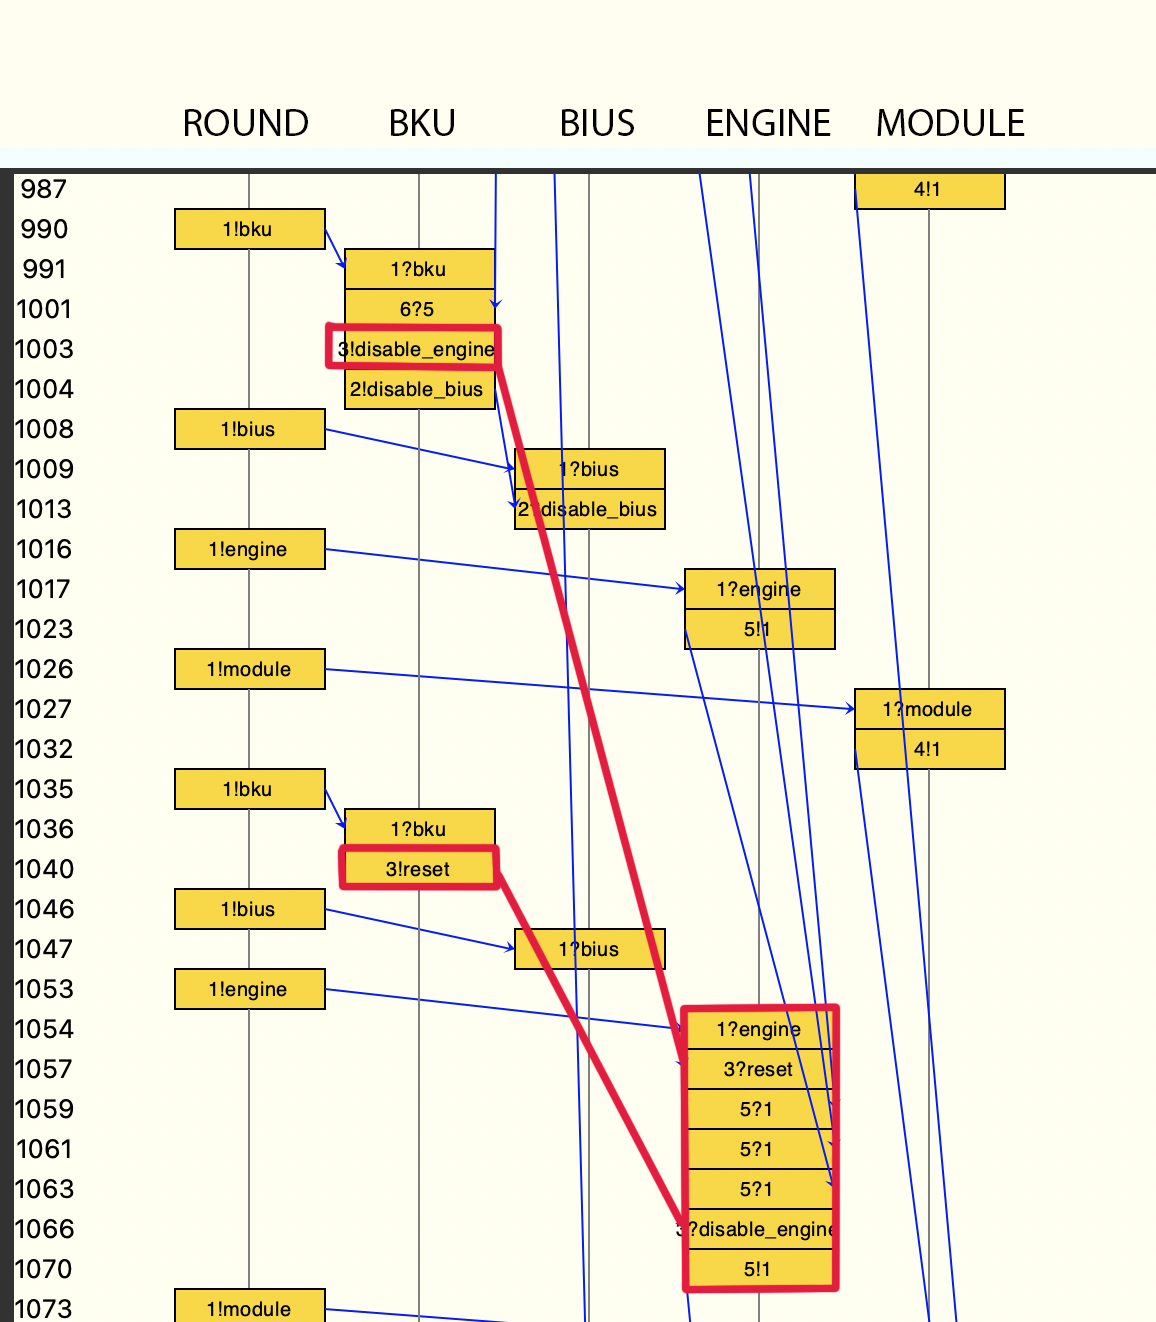 ROUND BKU BIUS ENGINE MODULE
987 4!1
990 1!bku
991 1?bku
1001 6?5
1003 3!disable_engine
1004 2!disable_bius
1008 1!bius
1009 1?bius
1013 2?disable_bius
1016 1!engine
1017 1?engine
1023 5!1
1026 1!module
1027 1?module
1032 4!1
1035 1!bku
1036 1?bku
1040 3!reset
1046 1!bius
1047 1?bius
1053 1!engine
1054 1?engine
1057 3?reset
1059 5?1
1061 5?1
1063 5?1
1066 3?disable_engine
1070 5!1
1073 1!module